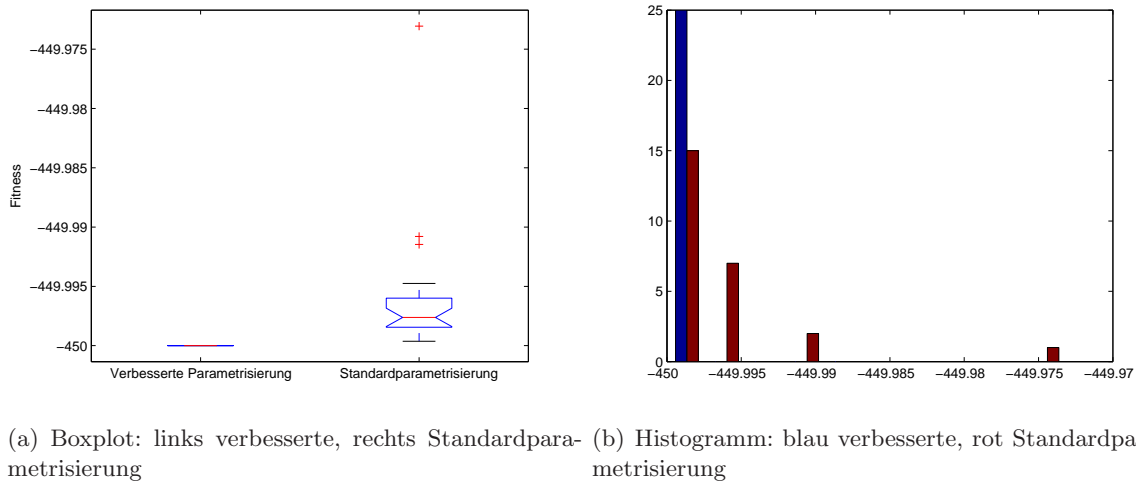 −449.975
−449.98
−449.985
−449.99
−449.995
−450
Fitness
Verbesserte Parametrisierung Standardparametrisierung
25
20
15
10
5
0
−450 −449.995 −449.99 −449.985 −449.98 −449.975 −449.97
(a) Boxplot: links verbesserte, rechts Standardpara-
metrisierung
(b) Histogramm: blau verbesserte, rot Standardpa
metrisierung